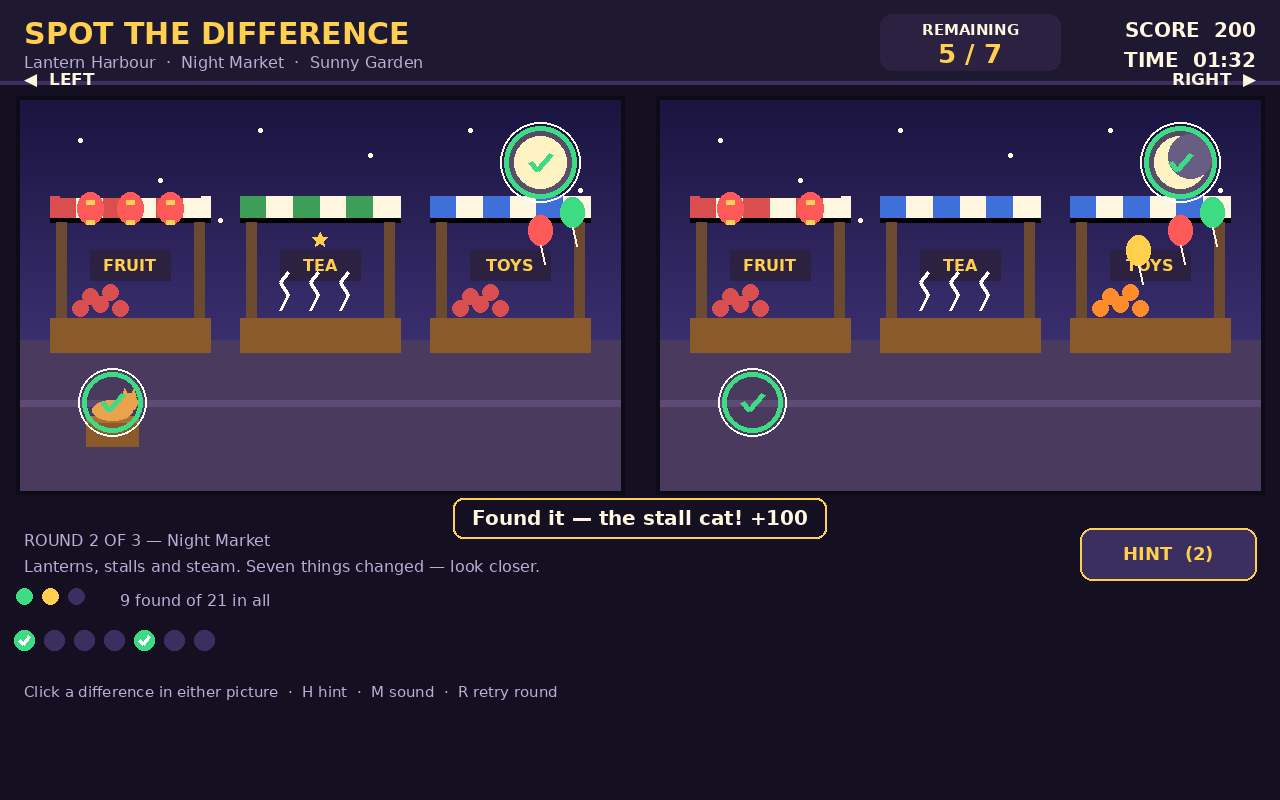 SPOT THE DIFFERENCE
Lantern Harbour · Night Market · Sunny Garden
REMAINING
5 / 7
SCORE 200
TIME 01:32
◀ LEFT
RIGHT ▶
FRUIT
TEA
TOYS
FRUIT
TEA
TOYS
Found it — the stall cat! +100
ROUND 2 OF 3 — Night Market
Lanterns, stalls and steam. Seven things changed — look closer.
HINT (2)
9 found of 21 in all
Click a difference in either picture · H hint · M sound · R retry round